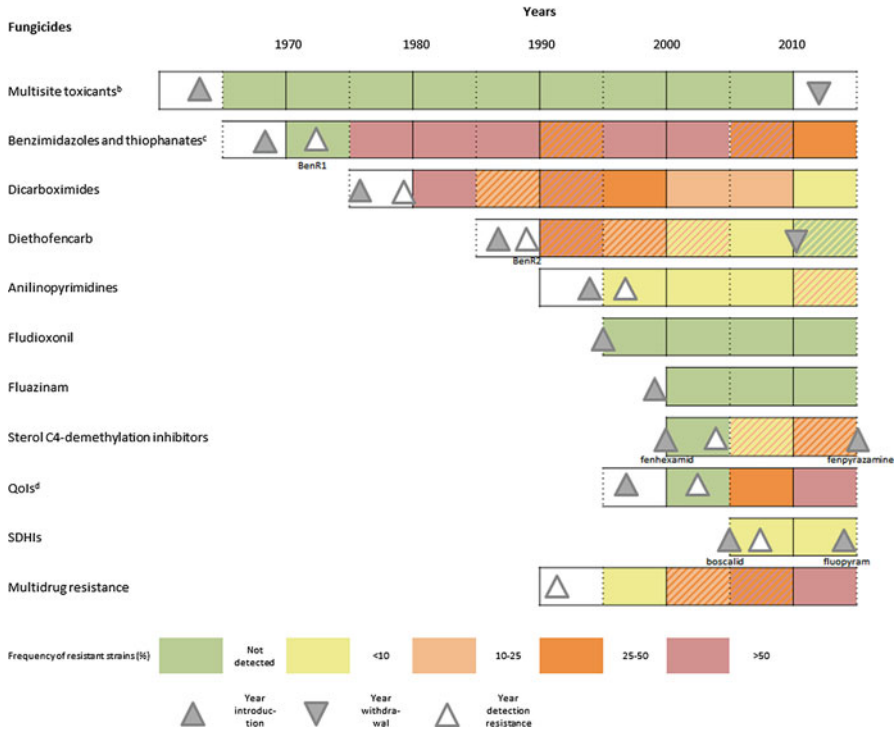 Years
Fungicides
1970 1980 1990 2000 2010
Multisite toxicantsᵇ
Benzimidazoles and thiophanatesᶜ
BenR1
Dicarboximides
Diethofencarb
BenR2
Anilinopyrimidines
Fludioxonil
Fluazinam
Sterol C4-demethylation inhibitors
fenhexamid fenpyrazamine
QoIsᵈ
SDHIs
boscalid fluopyram
Multidrug resistance
Frequency of resistant strains (%)
Not
detected
<10 10-25 25-50 >50
Year
introduc-
tion
Year
withdra-
wal
Year
detection
resistance